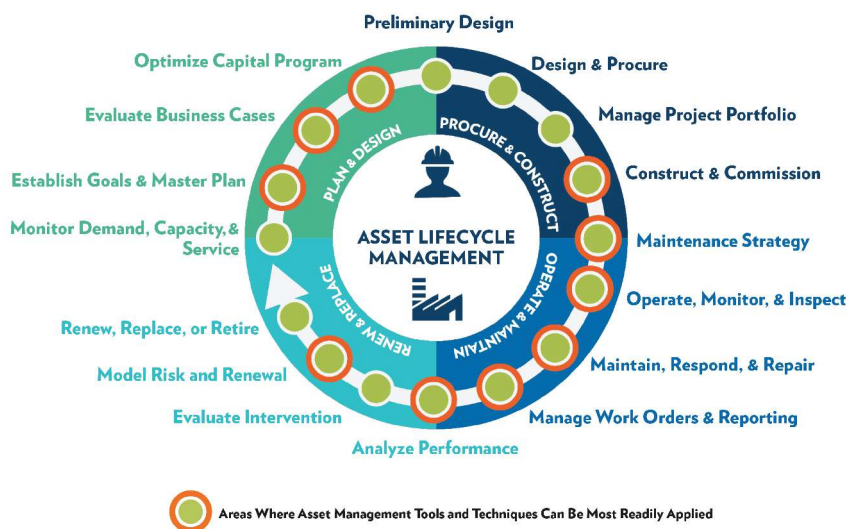 Preliminary Design
Optimize Capital Program
Design & Procure
Evaluate Business Cases
Manage Project Portfolio
Establish Goals & Master Plan
Construct & Commission
Monitor Demand, Capacity, &
Service
Maintenance Strategy
Operate, Monitor, & Inspect
Renew, Replace, or Retire
Maintain, Respond, & Repair
Model Risk and Renewal
Evaluate Intervention
Manage Work Orders & Reporting
Analyze Performance
PLAN & DESIGN
PROCURE & CONSTRUCT
OPERATE & MAINTAIN
RENEW & REPLACE
ASSET LIFECYCLE
MANAGEMENT
Areas Where Asset Management Tools and Techniques Can Be Most Readily Applied